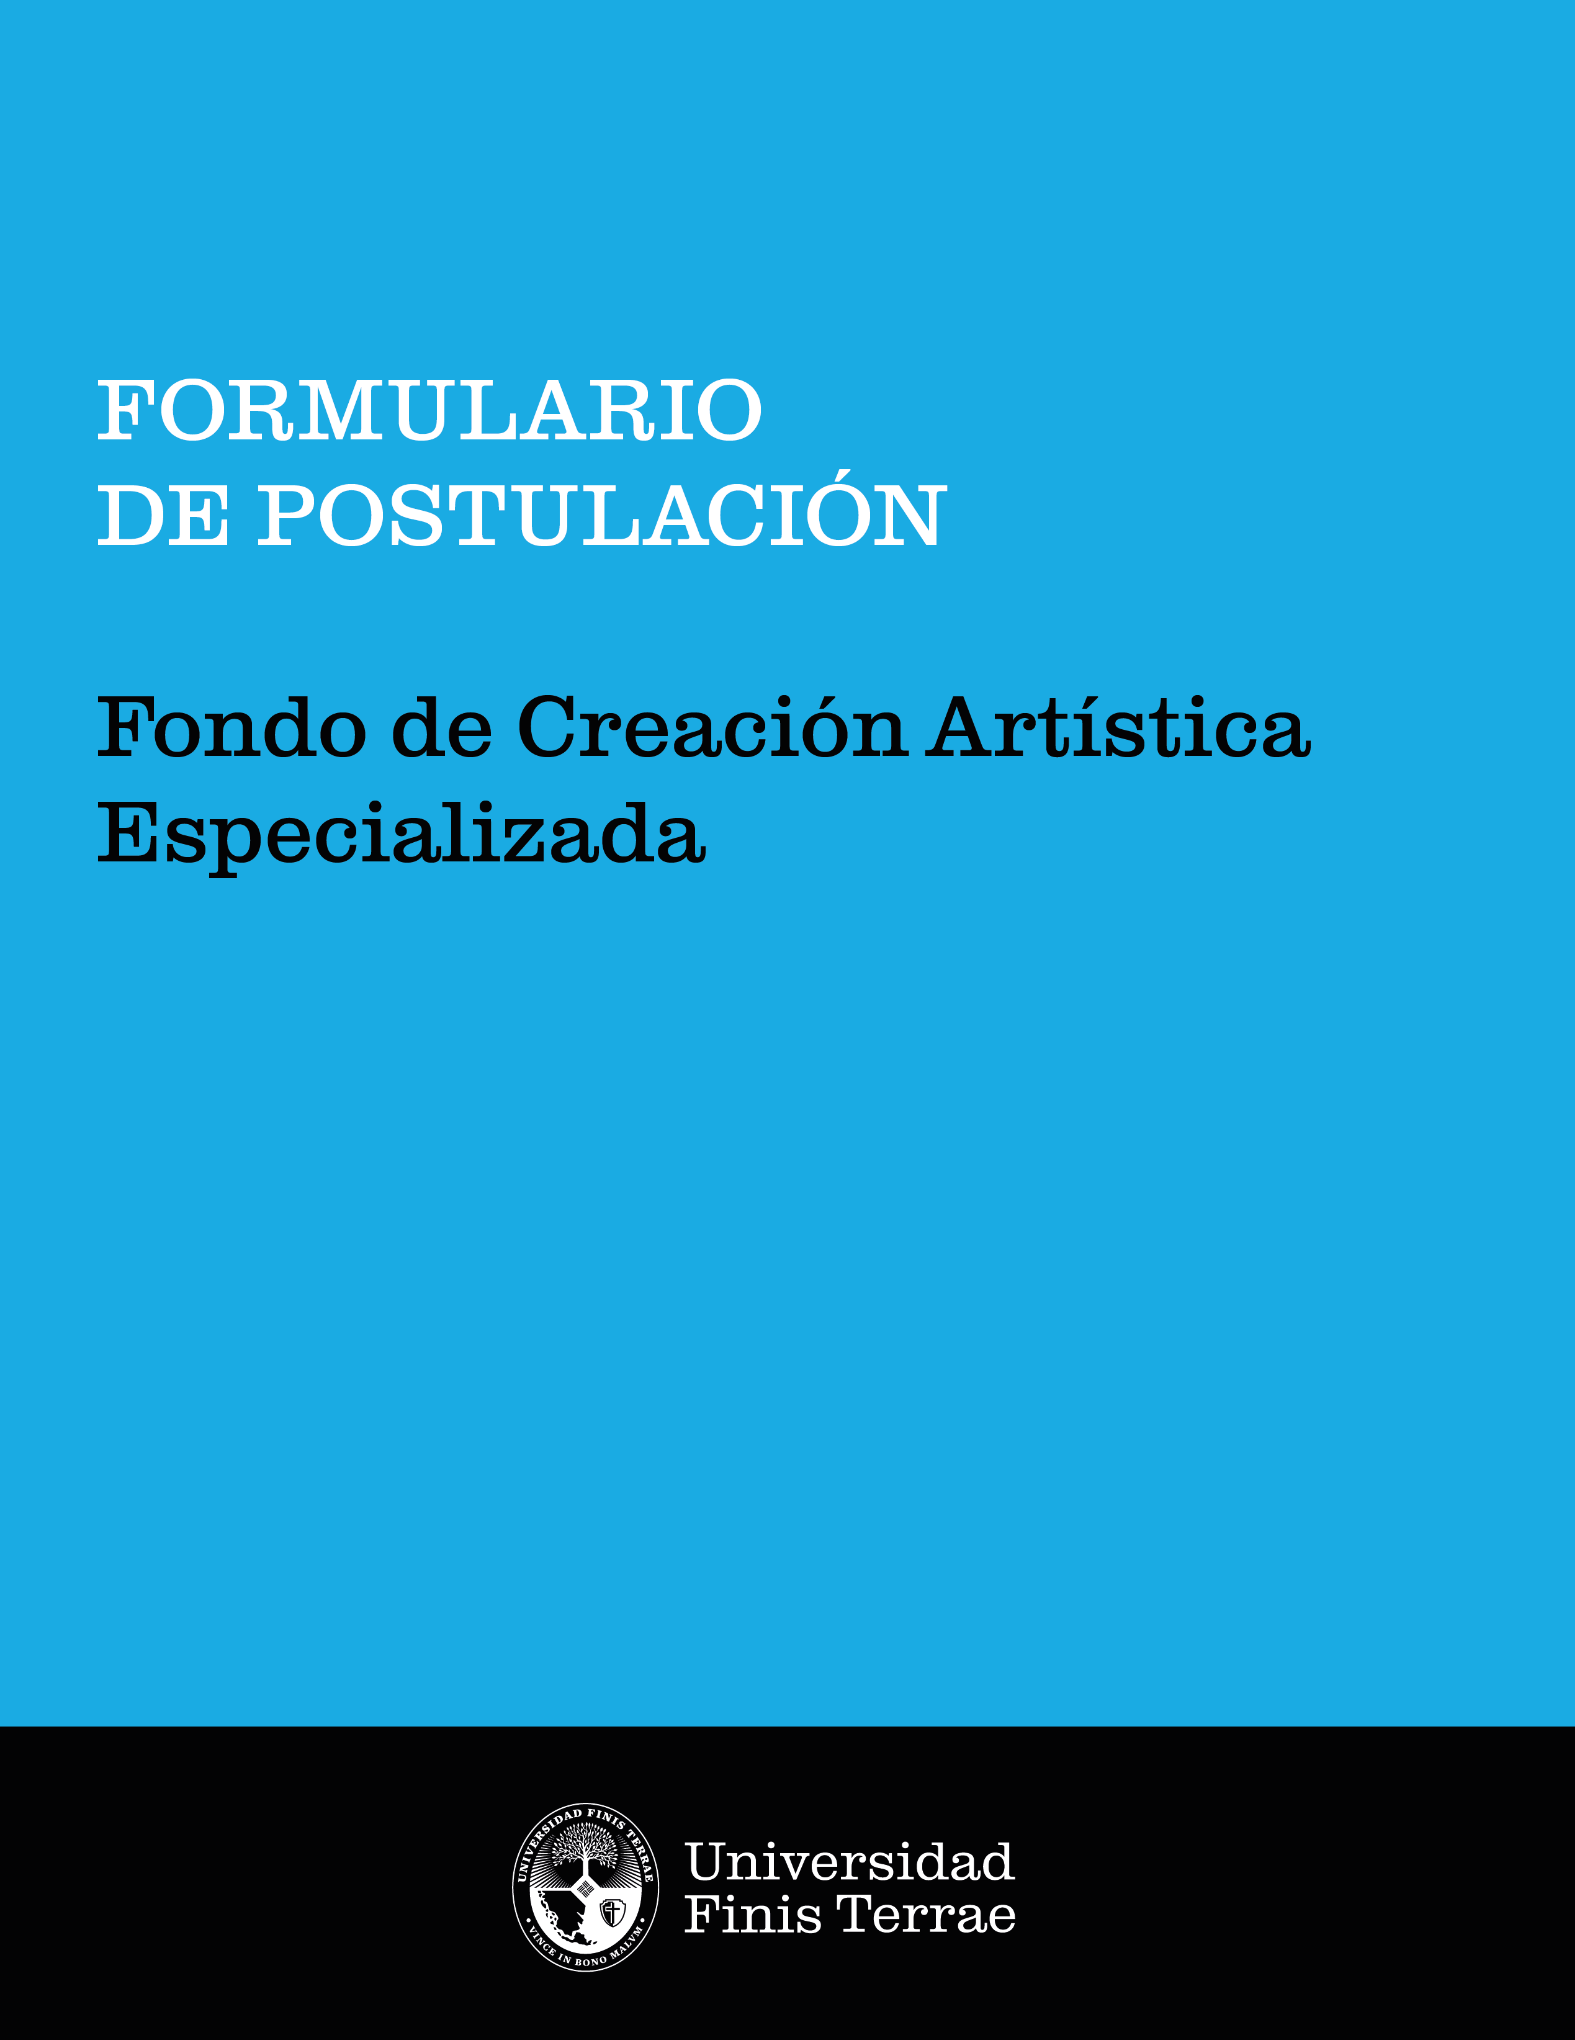 FORMULARIO
DE POSTULACIÓN
Fondo de Creación Artística
Especializada
UNIVERSIDAD FINIS TERRAE
• VINCE IN BONO MALVM •
Universidad
Finis Terrae